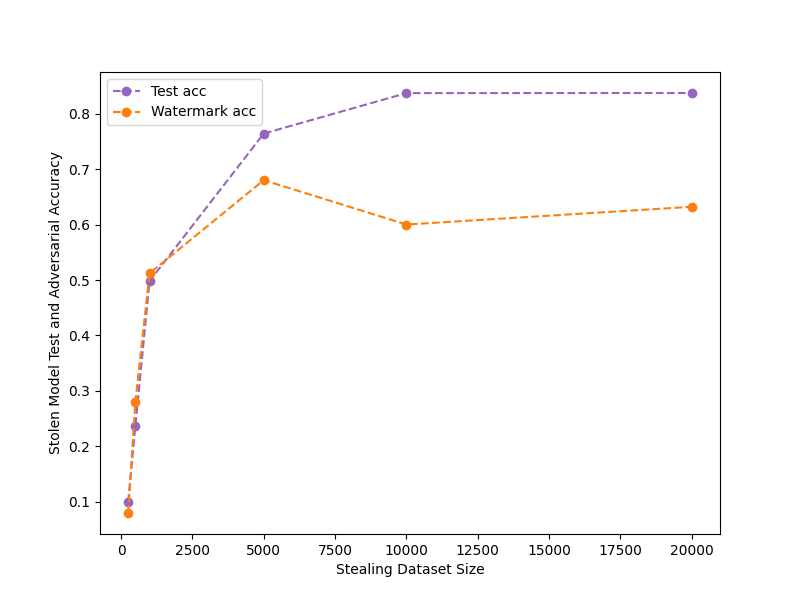 Test acc
Watermark acc
Stolen Model Test and Adversarial Accuracy
0.8
0.7
0.6
0.5
0.4
0.3
0.2
0.1
0 2500 5000 7500 10000 12500 15000 17500 20000
Stealing Dataset Size